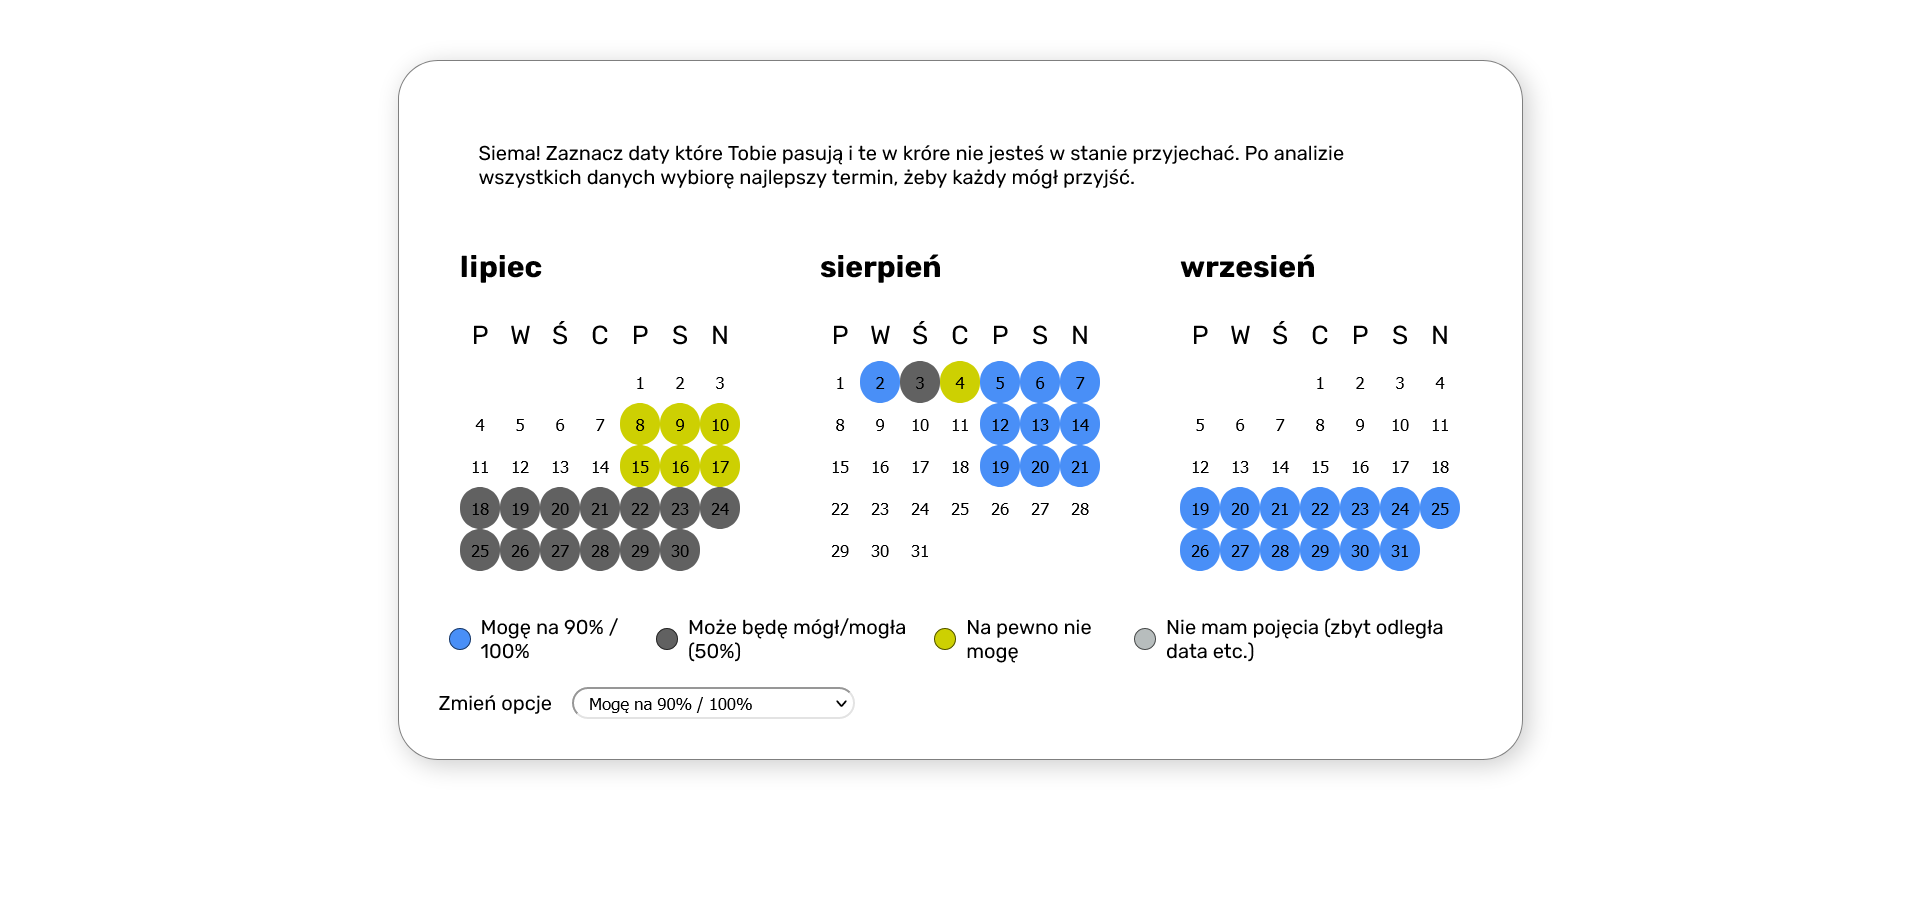 Siema! Zaznacz daty które Tobie pasują i te w króre nie jesteś w stanie przyjechać. Po analizie
wszystkich danych wybiorę najlepszy termin, żeby każdy mógł przyjść.
lipiec
P W Ś C P S N
1 2 3
4 5 6 7 8 9 10
11 12 13 14 15 16 17
18 19 20 21 22 23 24
25 26 27 28 29 30
sierpień
P W Ś C P S N
1 2 3 4 5 6 7
8 9 10 11 12 13 14
15 16 17 18 19 20 21
22 23 24 25 26 27 28
29 30 31
wrzesień
P W Ś C P S N
1 2 3 4
5 6 7 8 9 10 11
12 13 14 15 16 17 18
19 20 21 22 23 24 25
26 27 28 29 30 31
Mogę na 90% /
100%
Może będę mógł/mogła
(50%)
Na pewno nie
mogę
Nie mam pojęcia (zbyt odległa
data etc.)
Zmień opcje
Mogę na 90% / 100%